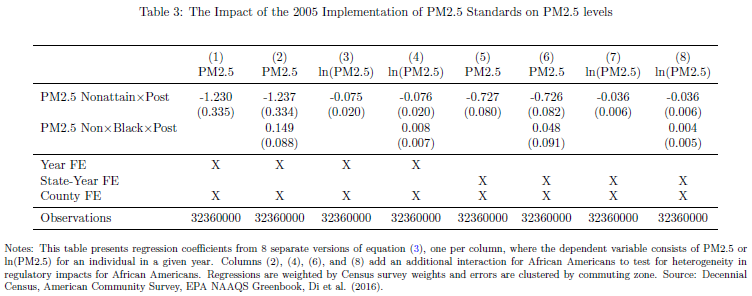 Table 3: The Impact of the 2005 Implementation of PM2.5 Standards on PM2.5 levels
(1) (2) (3) (4) (5) (6) (7) (8)
PM2.5 PM2.5 ln(PM2.5) ln(PM2.5) PM2.5 PM2.5 ln(PM2.5) ln(PM2.5)
PM2.5 Nonattain×Post -1.230 -1.237 -0.075 -0.076 -0.727 -0.726 -0.036 -0.036
(0.335) (0.334) (0.020) (0.020) (0.080) (0.082) (0.006) (0.006)
PM2.5 Non×Black×Post 0.149 0.008 0.048 0.004
(0.088) (0.007) (0.091) (0.005)
Year FE X X X X
State-Year FE X X X X
County FE X X X X X X X X
Observations 32360000 32360000 32360000 32360000 32360000 32360000 32360000 32360000
Notes: This table presents regression coefficients from 8 separate versions of equation (3), one per column, where the dependent variable consists of PM2.5 or
ln(PM2.5) for an individual in a given year. Columns (2), (4), (6), and (8) add an additional interaction for African Americans to test for heterogeneity in
regulatory impacts for African Americans. Regressions are weighted by Census survey weights and errors are clustered by commuting zone. Source: Decennial
Census, American Community Survey, EPA NAAQS Greenbook, Di et al. (2016).